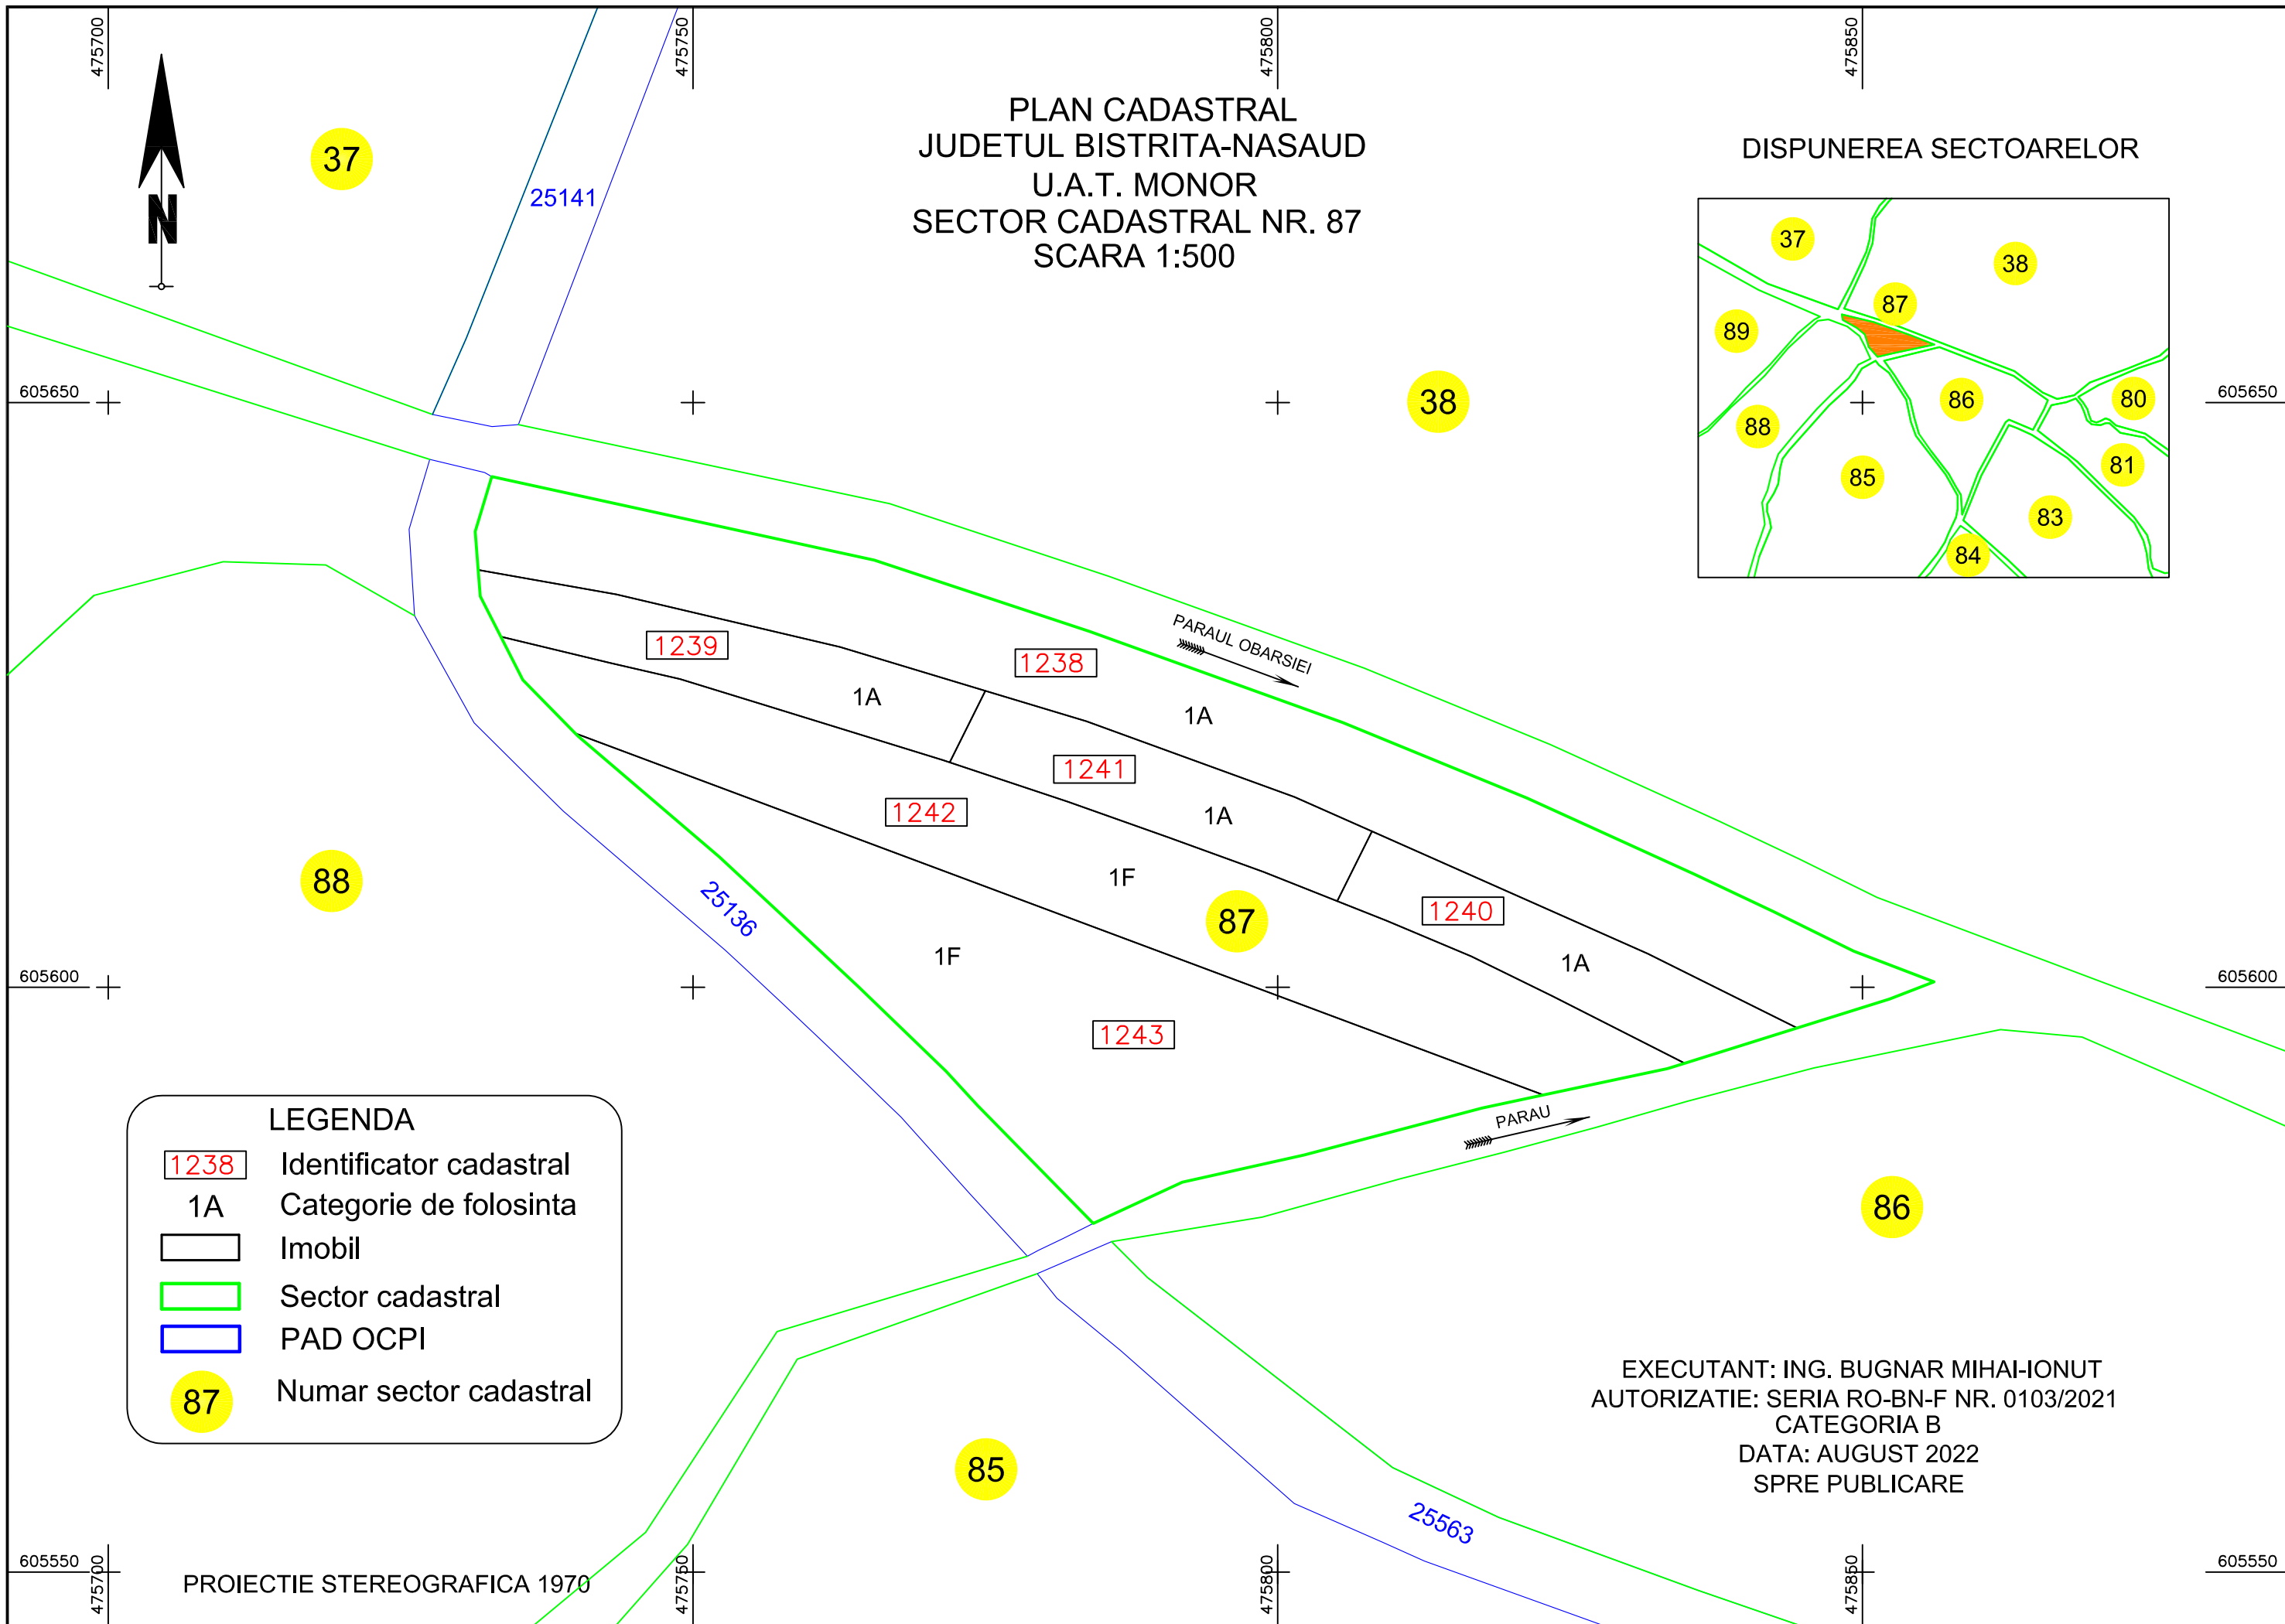 475700
475750
475800
475850
PLAN CADASTRAL
JUDETUL BISTRITA-NASAUD
U.A.T. MONOR
SECTOR CADASTRAL NR. 87
SCARA 1:500
DISPUNEREA SECTOARELOR
37
N
25141
37
38
87
89
86
80
88
81
85
83
84
605650
38
605650
PARAUL OBARSIEI
1239
1238
1A
1A
1241
1242
1A
88
1F
25136
87
1240
1F
1A
605600
605600
1243
PARAU
LEGENDA
1238 Identificator cadastral
1A Categorie de folosinta
Imobil
Sector cadastral
PAD OCPI
87 Numar sector cadastral
86
EXECUTANT: ING. BUGNAR MIHAI-IONUT
AUTORIZATIE: SERIA RO-BN-F NR. 0103/2021
CATEGORIA B
DATA: AUGUST 2022
SPRE PUBLICARE
85
25563
605550
605550
PROIECTIE STEREOGRAFICA 1970
475700
475750
475800
475850